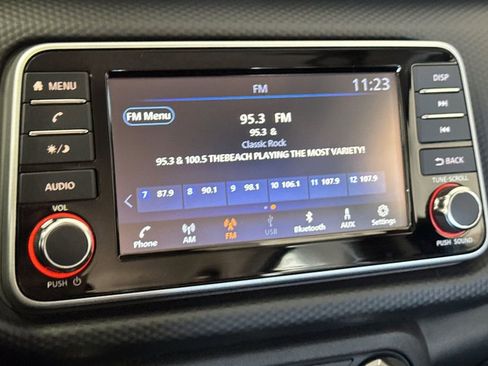 MENU
AUDIO
VOL
PUSH
FM
11:23
FM Menu
95.3 FM
95.3 &
Classic Rock
95.3 & 100.5 THEBEACH PLAYING THE MOST VARIETY!
7 87.9 8 90.1 9 98.1 10 106.1 11 107.9 12 107.9
Phone AM FM USB Bluetooth AUX Settings
DISP
BACK
TUNE·SCROLL
PUSH SOUND